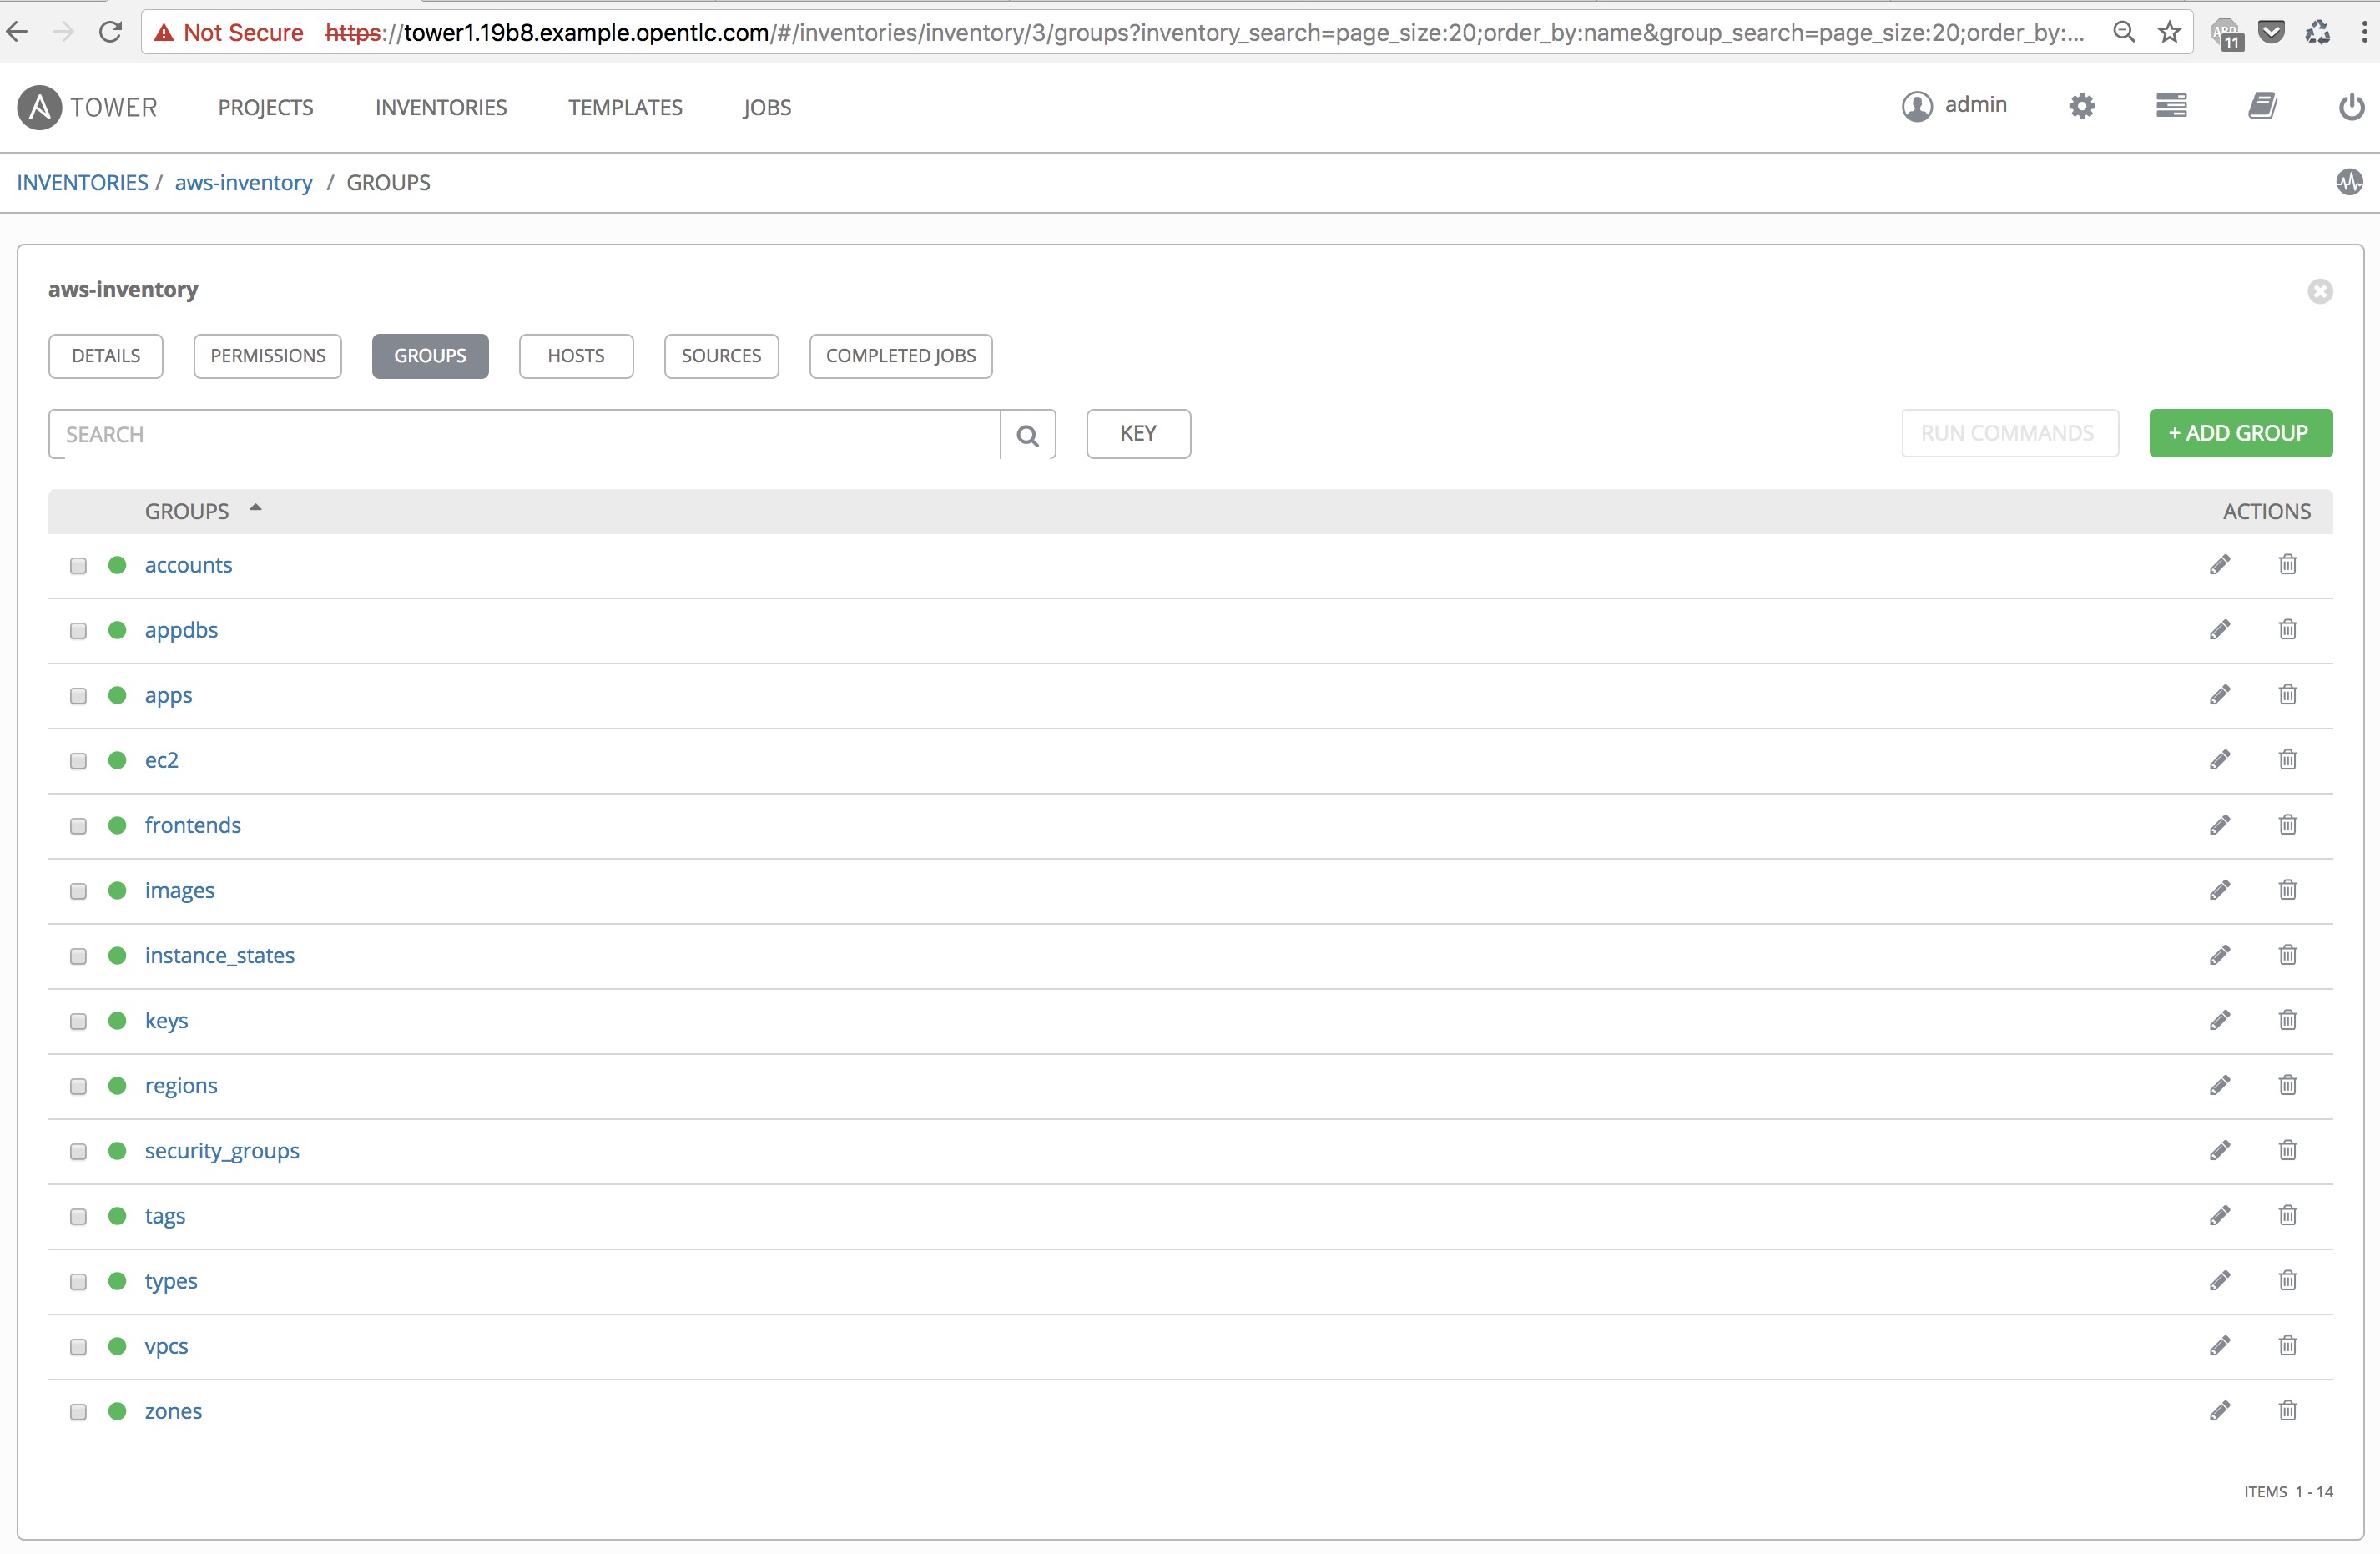 Not Secure https://tower1.19b8.example.opentlc.com/#/inventories/inventory/3/groups?inventory_search=page_size:20;order_by:name&group_search=page_size:20;order_by:...
11
TOWER PROJECTS INVENTORIES TEMPLATES JOBS admin
INVENTORIES / aws-inventory / GROUPS
aws-inventory
DETAILS PERMISSIONS GROUPS HOSTS SOURCES COMPLETED JOBS
SEARCH KEY RUN COMMANDS + ADD GROUP
GROUPS ACTIONS
accounts
appdbs
apps
ec2
frontends
images
instance_states
keys
regions
security_groups
tags
types
vpcs
zones
ITEMS 1 - 14